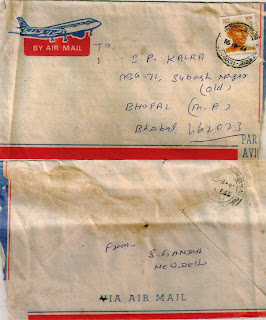 BY AIR MAIL
TO,
S.P. KALRA
MIG-71, Subash Nagar
(old)
BHOPAL (M.P.)
Bhopal 462023
PAR
AVIO
From-
S. GANDHI
NEW DELHI
VIA AIR MAIL